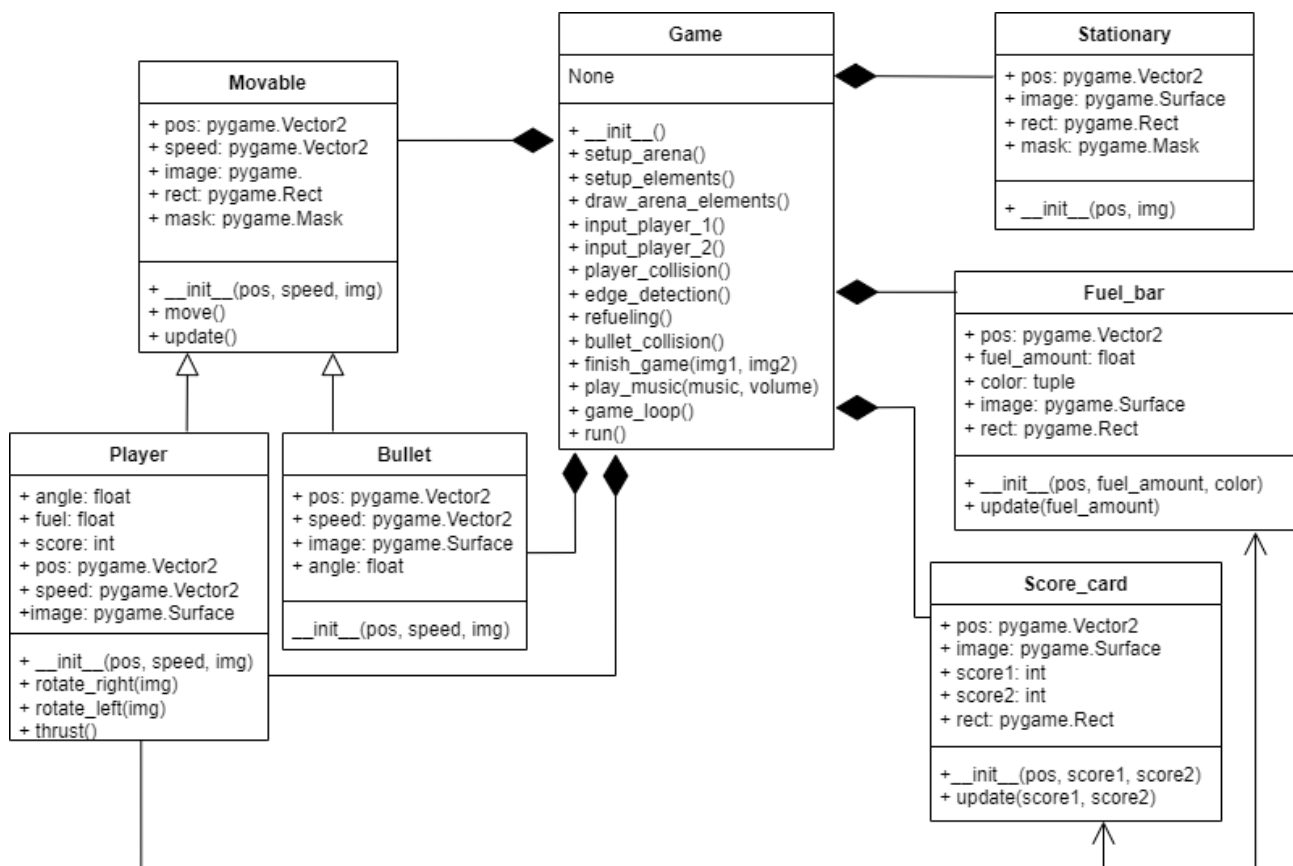 Movable
+ pos: pygame.Vector2
+ speed: pygame.Vector2
+ image: pygame.
+ rect: pygame.Rect
+ mask: pygame.Mask
+ __init__(pos, speed, img)
+ move()
+ update()
Game
None
+ __init__()
+ setup_arena()
+ setup_elements()
+ draw_arena_elements()
+ input_player_1()
+ input_player_2()
+ player_collision()
+ edge_detection()
+ refueling()
+ bullet_collision()
+ finish_game(img1, img2)
+ play_music(music, volume)
+ game_loop()
+ run()
Stationary
+ pos: pygame.Vector2
+ image: pygame.Surface
+ rect: pygame.Rect
+ mask: pygame.Mask
+ __init__(pos, img)
Fuel_bar
+ pos: pygame.Vector2
+ fuel_amount: float
+ color: tuple
+ image: pygame.Surface
+ rect: pygame.Rect
+ __init__(pos, fuel_amount, color)
+ update(fuel_amount)
Player
+ angle: float
+ fuel: float
+ score: int
+ pos: pygame.Vector2
+ speed: pygame.Vector2
+image: pygame.Surface
+ __init__(pos, speed, img)
+ rotate_right(img)
+ rotate_left(img)
+ thrust()
Bullet
+ pos: pygame.Vector2
+ speed: pygame.Vector2
+ image: pygame.Surface
+ angle: float
__init__(pos, speed, img)
Score_card
+ pos: pygame.Vector2
+ image: pygame.Surface
+ score1: int
+ score2: int
+ rect: pygame.Rect
+__init__(pos, score1, score2)
+ update(score1, score2)